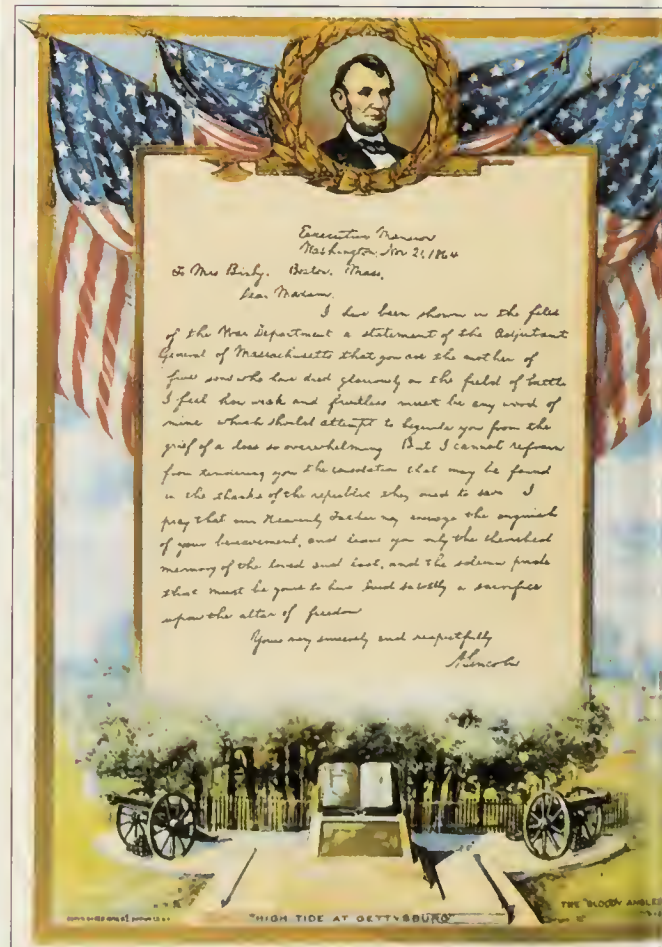 Executive Mansion
Washington, Nov 21, 1864
To Mrs Bixby, Boston, Mass,
Dear Madam,
I have been shown in the files
of the War Department a statement of the Adjutant
General of Massachusetts that you are the mother of
five sons who have died gloriously on the field of battle
I feel how weak and fruitless must be any word of
mine which should attempt to beguile you from the
grief of a loss so overwhelming But I cannot refrain
from tendering you the consolation that may be found
in the thanks of the republic they died to save I
pray that our Heavenly Father may assuage the anguish
of your bereavement, and leave you only the cherished
memory of the loved and lost, and the solemn pride
that must be yours to have laid so costly a sacrifice
upon the altar of freedom
Yours very sincerely and respectfully
A Lincoln
"HIGH TIDE AT GETTYSBURG"
THE "BLOODY ANGLE